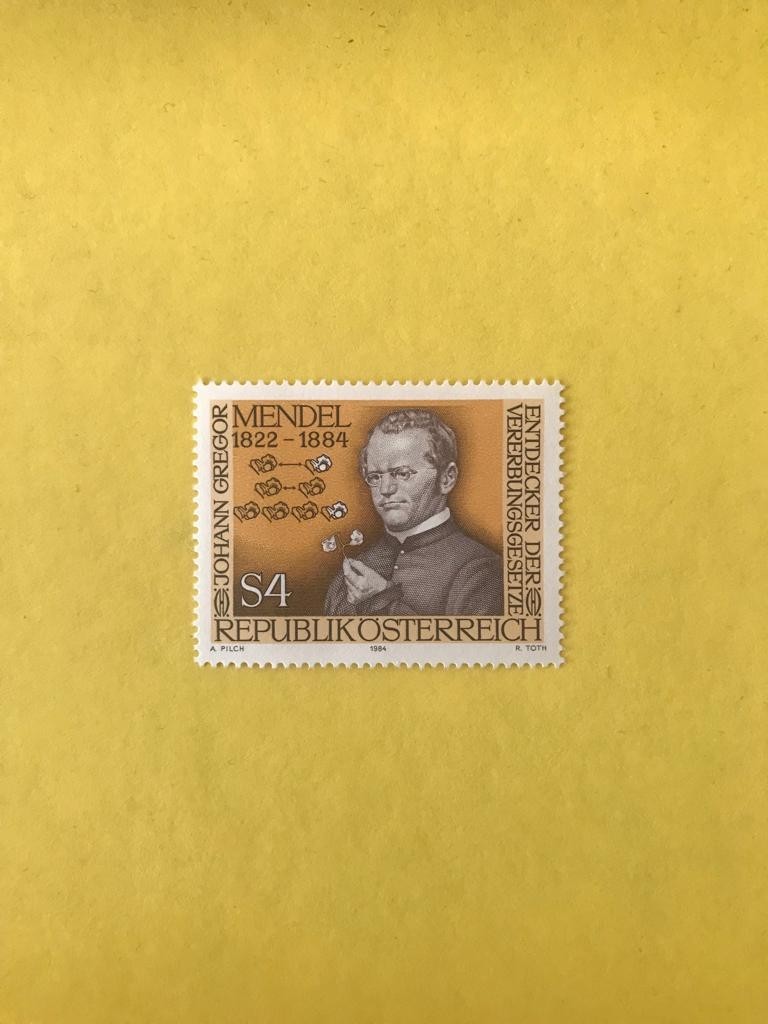 JOHANN GREGOR
MENDEL
1822 – 1884
ENTDECKER DER
VERERBUNGSGESETZE
S4
REPUBLIK ÖSTERREICH
A. PILCH
1984
R. TOTH